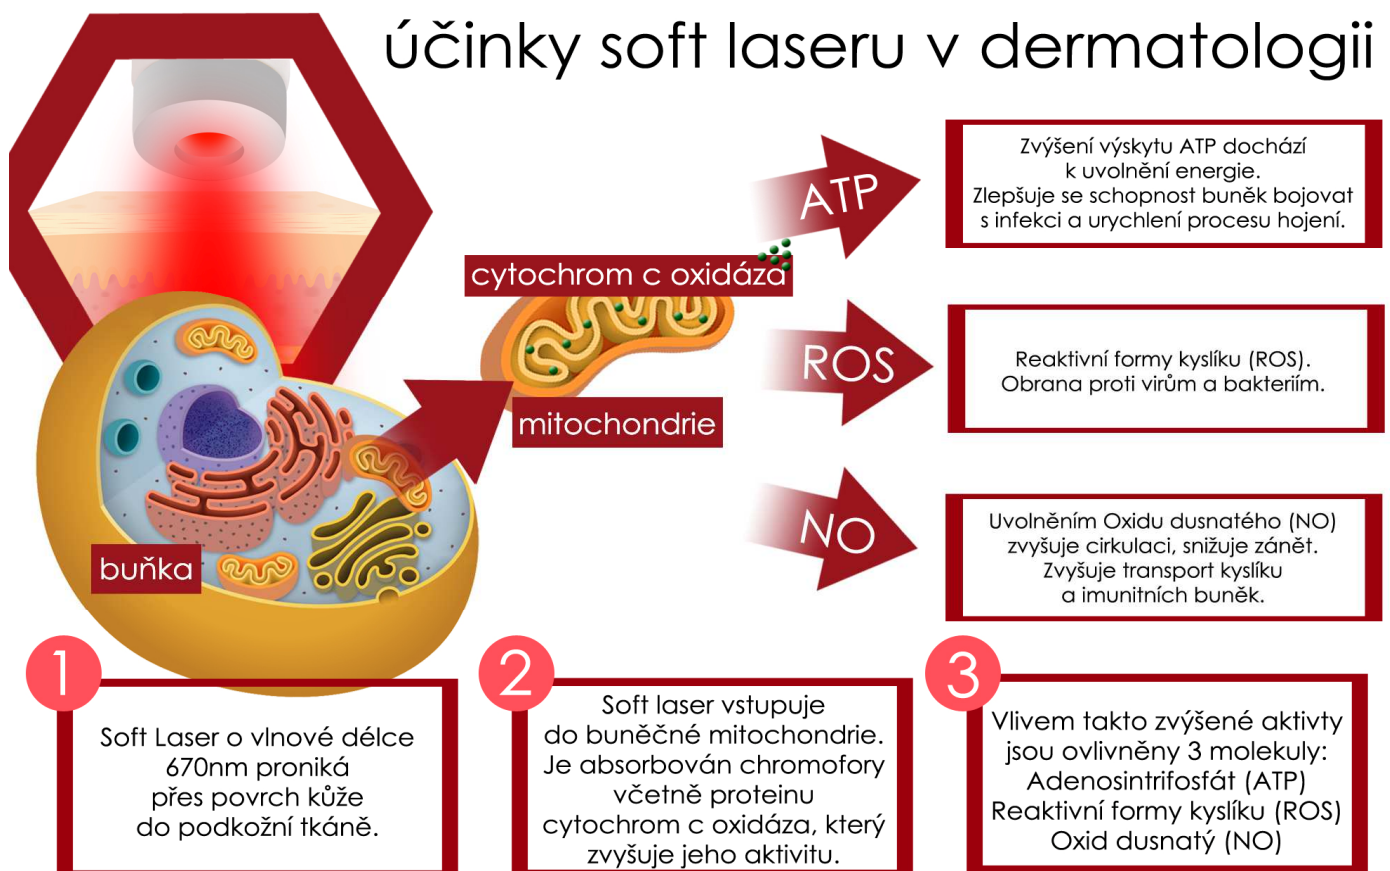 účinky soft laseru v dermatologii
ATP
Zvýšení výskytu ATP dochází
k uvolnění energie.
Zlepšuje se schopnost buněk bojovat
s infekci a urychlení procesu hojení.
cytochrom c oxidáza
mitochondrie
ROS
Reaktivní formy kyslíku (ROS).
Obrana proti virům a bakteriím.
NO
Uvolněním Oxidu dusnatého (NO)
zvyšuje cirkulaci, snižuje zánět.
Zvyšuje transport kyslíku
a imunitních buněk.
buňka
1
Soft Laser o vlnové délce
670nm proniká
přes povrch kůže
do podkožní tkáně.
2
Soft laser vstupuje
do buněčné mitochondrie.
Je absorbován chromofory
včetně proteinu
cytochrom c oxidáza, který
zvyšuje jeho aktivitu.
3
Vlivem takto zvýšené aktivty
jsou ovlivněny 3 molekuly:
Adenosintrifosfát (ATP)
Reaktivní formy kyslíku (ROS)
Oxid dusnatý (NO)